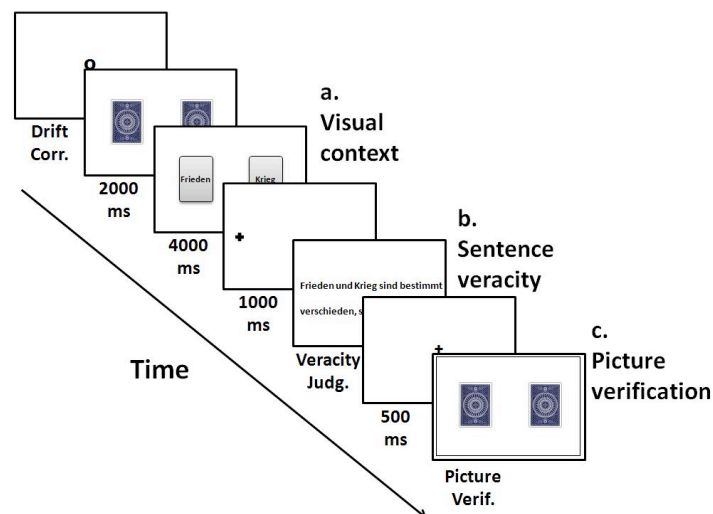 Drift
Corr.
2000
ms
a.
Visual
context
Frieden
Krieg
4000
ms
1000
ms
b.
Sentence
veracity
Frieden und Krieg sind bestimmt
verschieden, s
Veracity
Judg.
500
ms
c.
Picture
verification
Picture
Verif.
Time